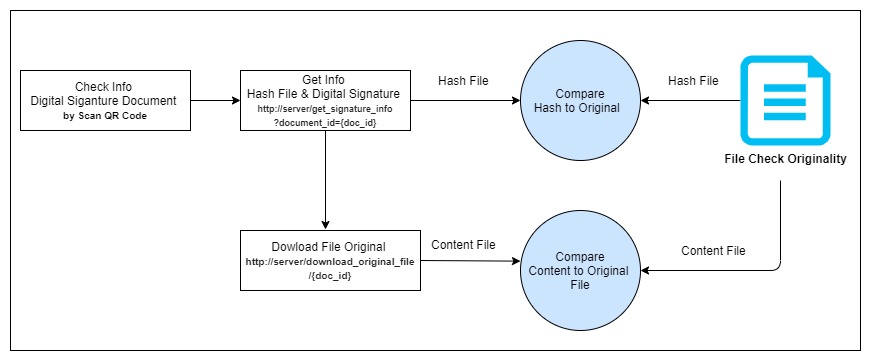 Check Info
Digital Siganture Document
by Scan QR Code
Get Info
Hash File & Digital Signature
http://server/get_signature_info
?document_id={doc_id}
Hash File
Compare
Hash to Original
Hash File
File Check Originality
Dowload File Original
http://server/download_original_file
/{doc_id}
Content File
Compare
Content to Original
File
Content File